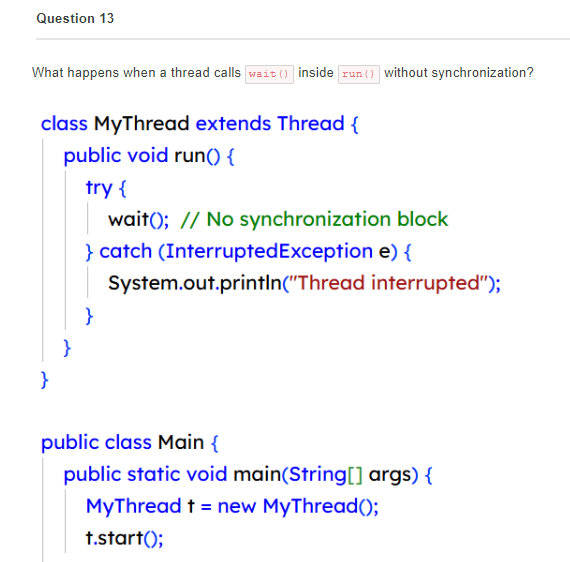 Question 13
What happens when a thread calls wait() inside run() without synchronization?
class MyThread extends Thread {
public void run() {
try {
wait(); // No synchronization block
} catch (InterruptedException e) {
System.out.println("Thread interrupted");
}
}
}
public class Main {
public static void main(String[] args) {
MyThread t = new MyThread();
t.start();